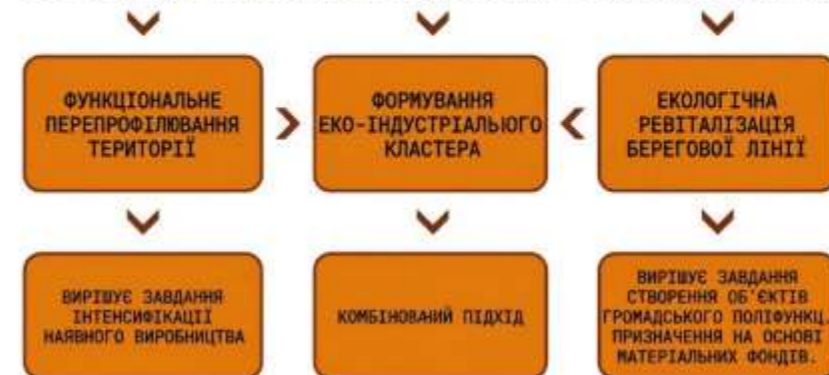 ФУНКЦІОНАЛЬНЕ
ПЕРЕПРОФІЛЮВАННЯ
ТЕРИТОРІЇ
ФОРМУВАННЯ
ЕКО-ІНДУСТРІАЛЬЮГО
КЛАСТЕРА
ЕКОЛОГІЧНА
РЕВІТАЛІЗАЦІЯ
БЕРЕГОВОЇ ЛІНІЇ
ВИРІШУЄ ЗАВДАННЯ
ІНТЕНСИФІКАЦІЇ
НАЯВНОГО ВИРОБНИЦТВА
КОМБІНОВАНИЙ ПІДХІД
ВИРІШУЄ ЗАВДАННЯ
СТВОРЕННЯ ОБ'ЄКТІВ
ГРОМАДСЬКОГО ПОЛІФУНКЦ.
ПРИЗНАЧЕННЯ НА ОСНОВІ
МАТЕРІАЛЬНИХ ФОНДІВ.